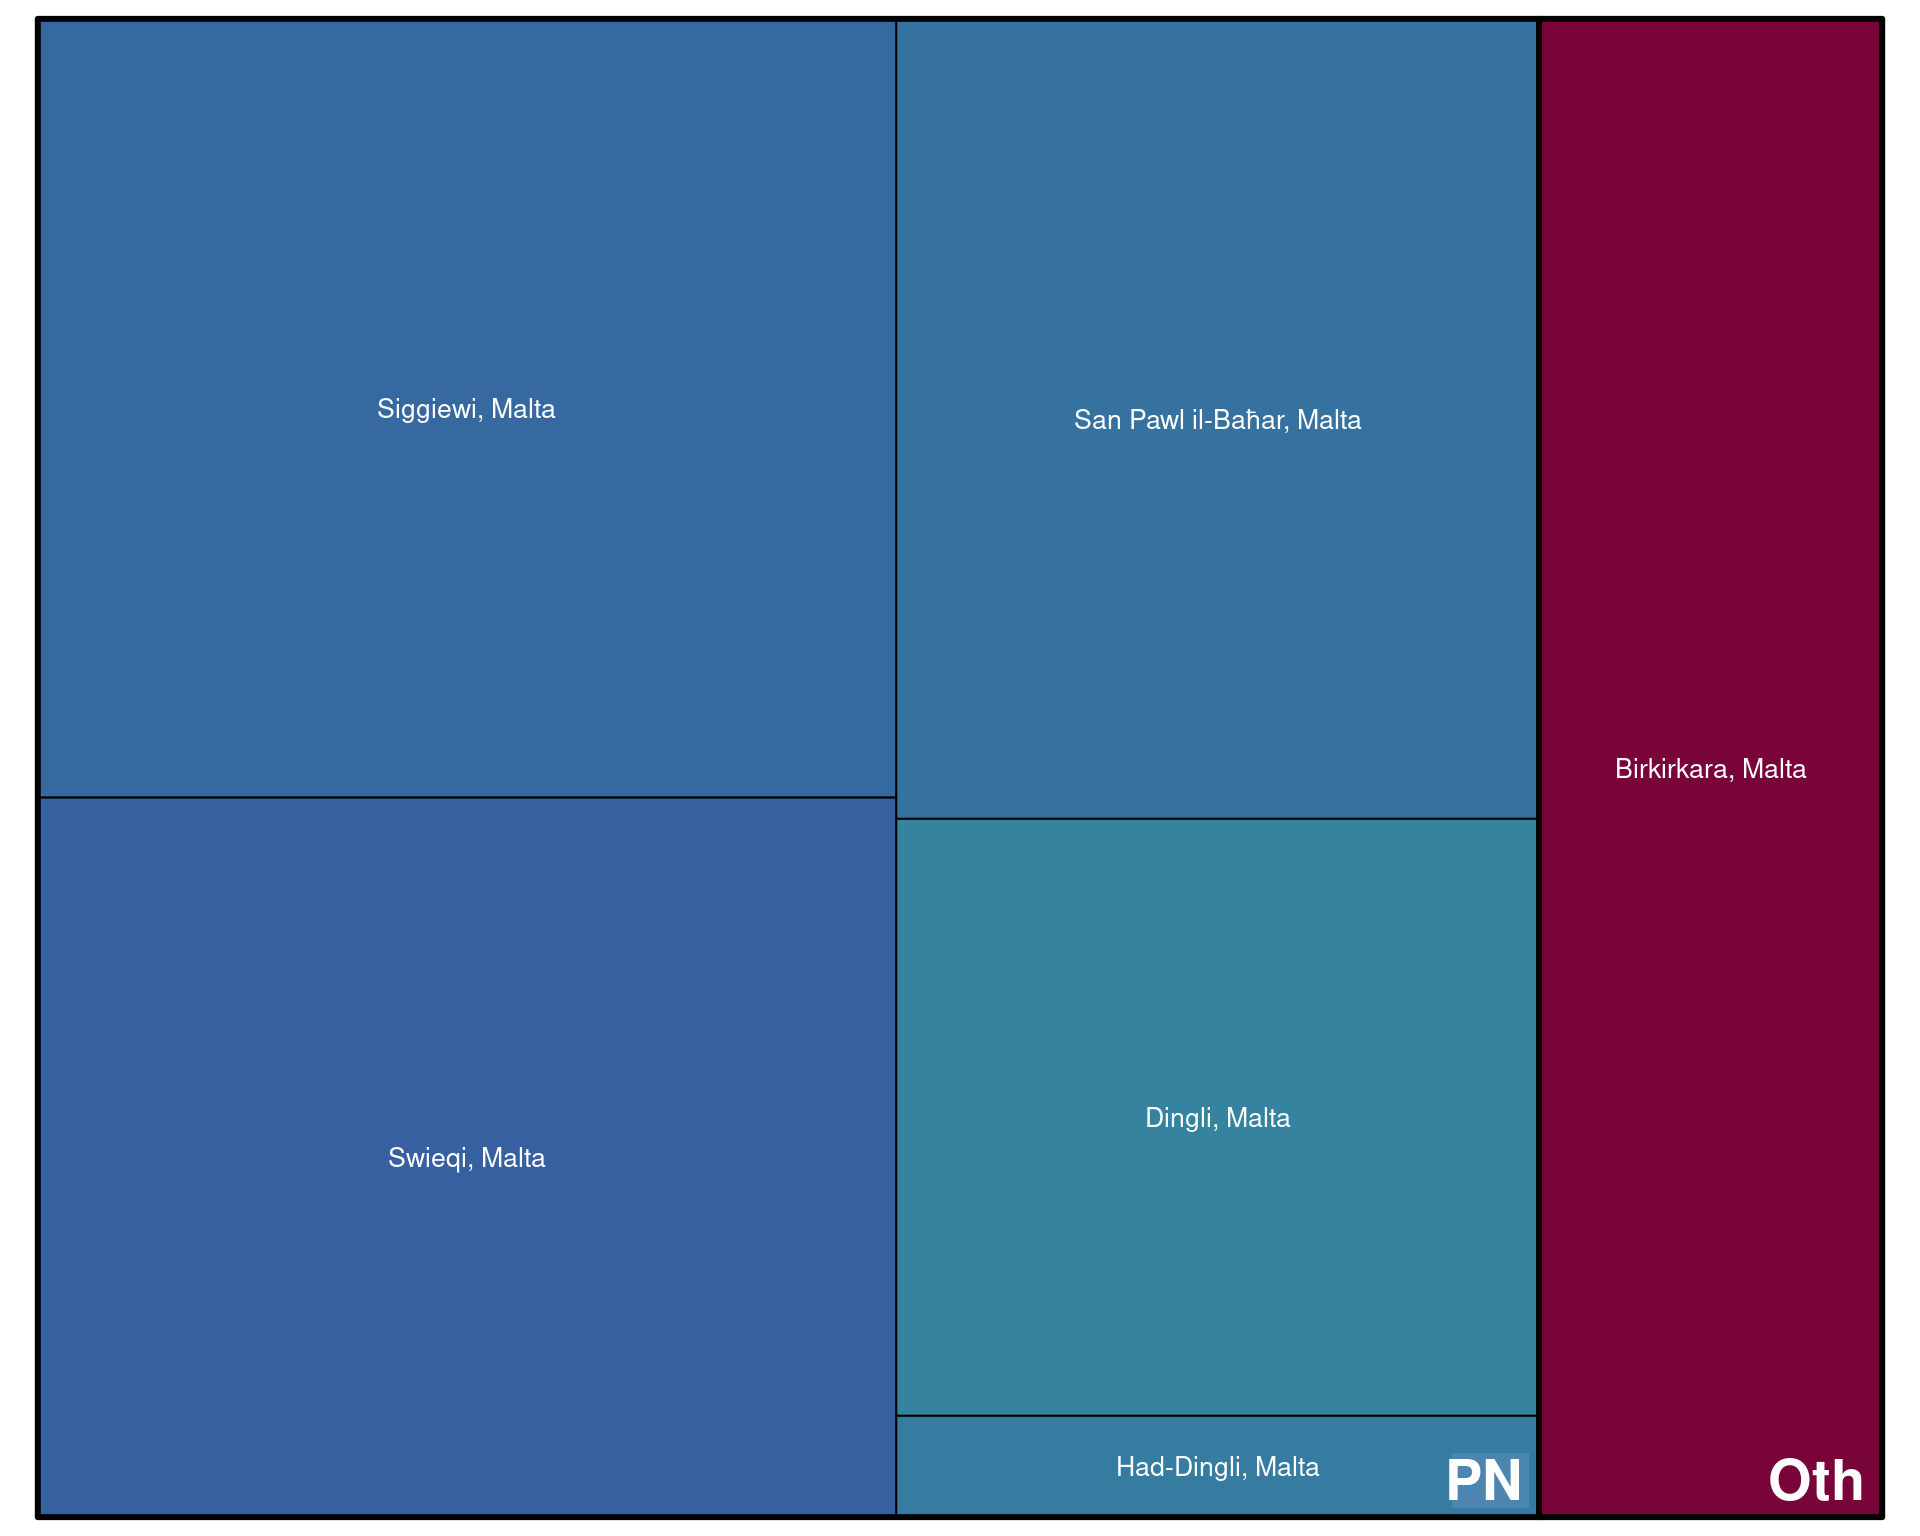 Siggiewi, Malta
San Pawl il-Baħar, Malta
Birkirkara, Malta
Swieqi, Malta
Dingli, Malta
Had-Dingli, Malta
PN
Oth